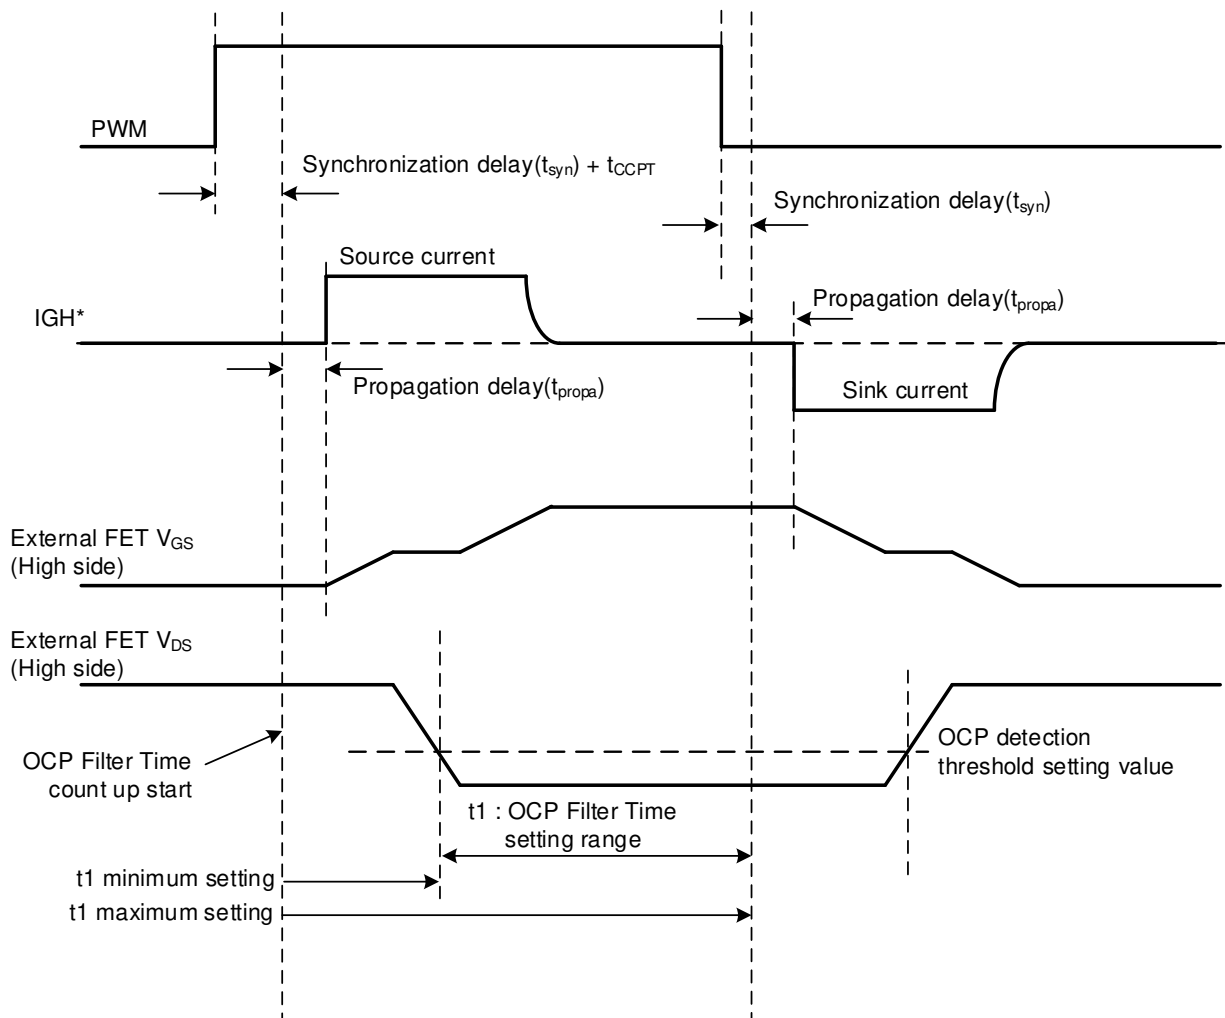 PWM
Synchronization delay(tsyn) + tCCPT
Synchronization delay(tsyn)
Source current
IGH*
Propagation delay(tpropa)
Propagation delay(tpropa)
Sink current
External FET VGS
(High side)
External FET VDS
(High side)
OCP Filter Time
count up start
OCP detection
threshold setting value
t1 : OCP Filter Time
setting range
t1 minimum setting
t1 maximum setting